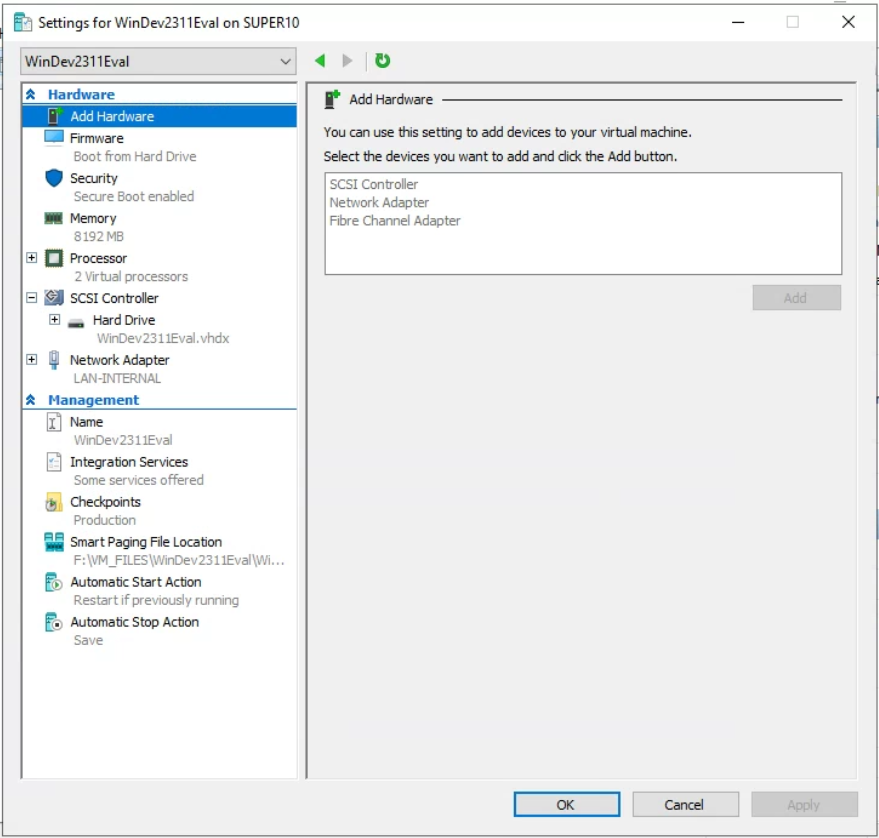 Settings for WinDev2311Eval on SUPER10
WinDev2311Eval
Hardware
Add Hardware
Firmware
Boot from Hard Drive
Security
Secure Boot enabled
Memory
8192 MB
Processor
2 Virtual processors
SCSI Controller
Hard Drive
WinDev2311Eval.vhdx
Network Adapter
LAN-INTERNAL
Management
Name
WinDev2311Eval
Integration Services
Some services offered
Checkpoints
Production
Smart Paging File Location
F:\VM_FILES\WinDev2311Eval\Wi...
Automatic Start Action
Restart if previously running
Automatic Stop Action
Save
Add Hardware
You can use this setting to add devices to your virtual machine.
Select the devices you want to add and click the Add button.
SCSI Controller
Network Adapter
Fibre Channel Adapter
Add
OK
Cancel
Apply